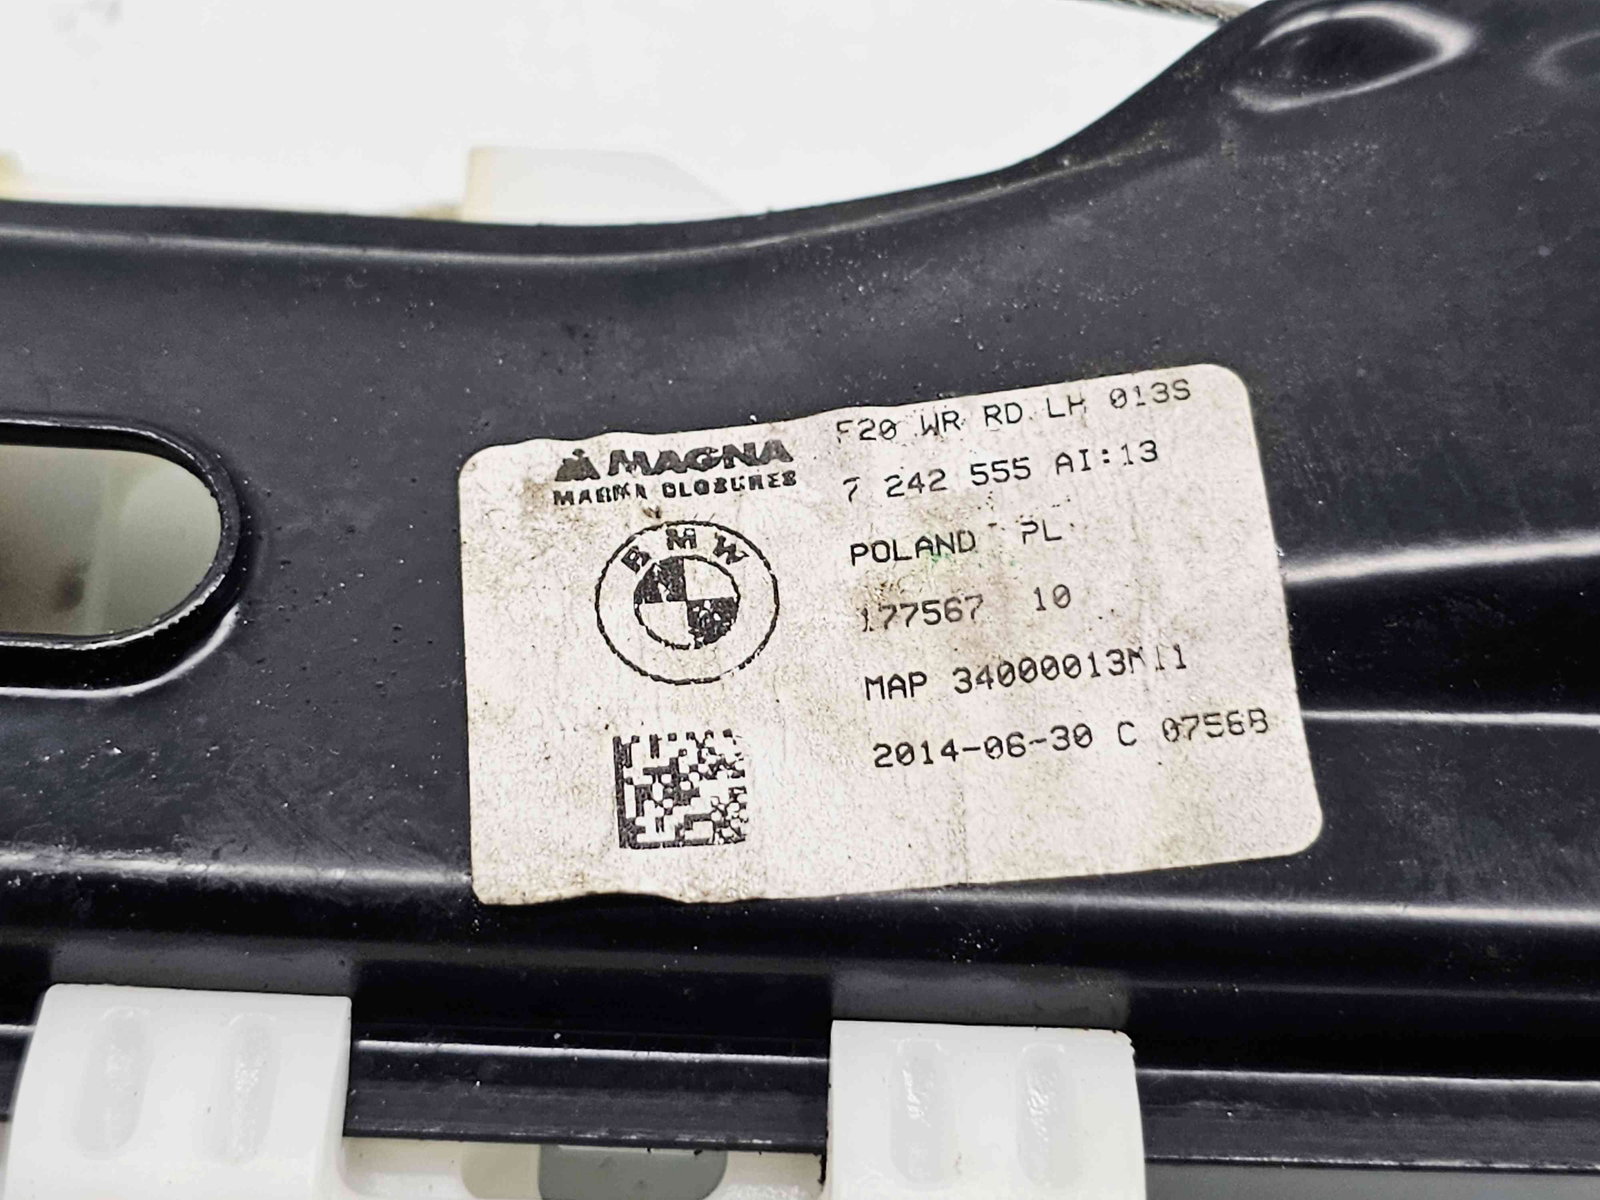 MAGNA
MAGNA CLOSURES
BMW
F20 WR RD LH 013S
7 242 555 AI:13
POLAND PL
177567 10
MAP
2014-06-30 C 0756B